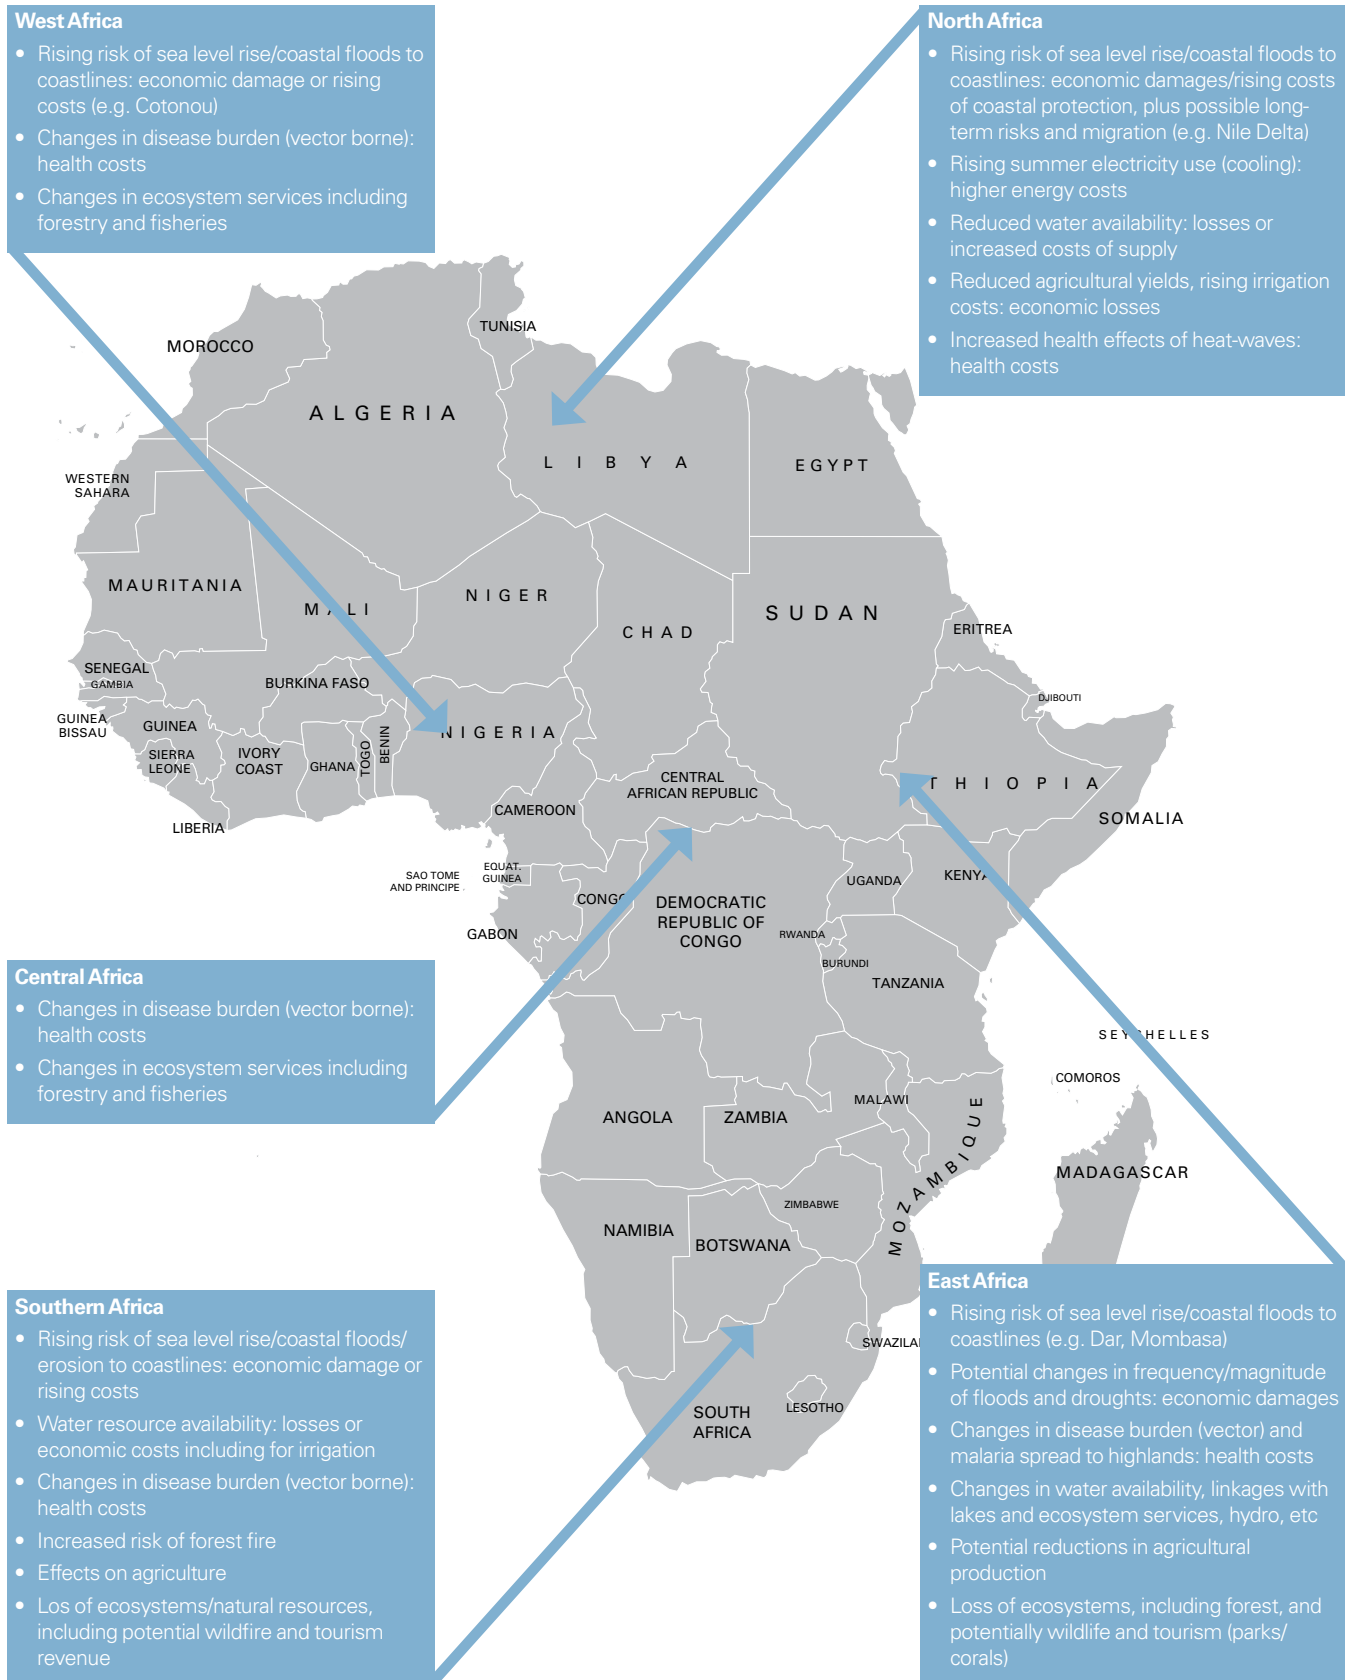 West Africa
• Rising risk of sea level rise/coastal floods to
coastlines: economic damage or rising
costs (e.g. Cotonou)
• Changes in disease burden (vector borne):
health costs
• Changes in ecosystem services including
forestry and fisheries
North Africa
• Rising risk of sea level rise/coastal floods to
coastlines: economic damages/rising costs
of coastal protection, plus possible long-
term risks and migration (e.g. Nile Delta)
• Rising summer electricity use (cooling):
higher energy costs
• Reduced water availability: losses or
increased costs of supply
• Reduced agricultural yields, rising irrigation
costs: economic losses
• Increased health effects of heat-waves:
health costs
TUNISIA
MOROCCO
ALGERIA
LIBYA
EGYPT
WESTERN
SAHARA
MAURITANIA
MALI
NIGER
CHAD
SUDAN
ERITREA
SENEGAL
GAMBIA
BURKINA FASO
DJIBOUTI
GUINEA
BISSAU
GUINEA
NIGERIA
SIERRA
LEONE
IVORY
COAST
GHANA
TOGO
BENIN
CENTRAL
AFRICAN REPUBLIC
THIOPIA
CAMEROON
SOMALIA
LIBERIA
EQUAT.
GUINEA
SAO TOME
AND PRINCIPE
CONGO
UGANDA
KENYA
DEMOCRATIC
REPUBLIC OF
CONGO
GABON
RWANDA
BURUNDI
TANZANIA
Central Africa
• Changes in disease burden (vector borne):
health costs
• Changes in ecosystem services including
forestry and fisheries
SEYCHELLES
COMOROS
MALAWI
ANGOLA
ZAMBIA
MOZAMBIQUE
MADAGASCAR
ZIMBABWE
NAMIBIA
BOTSWANA
SWAZILA
LESOTHO
SOUTH
AFRICA
Southern Africa
• Rising risk of sea level rise/coastal floods/
erosion to coastlines: economic damage or
rising costs
• Water resource availability: losses or
economic costs including for irrigation
• Changes in disease burden (vector borne):
health costs
• Increased risk of forest fire
• Effects on agriculture
• Los of ecosystems/natural resources,
including potential wildfire and tourism
revenue
East Africa
• Rising risk of sea level rise/coastal floods to
coastlines (e.g. Dar, Mombasa)
• Potential changes in frequency/magnitude
of floods and droughts: economic damages
• Changes in disease burden (vector) and
malaria spread to highlands: health costs
• Changes in water availability, linkages with
lakes and ecosystem services, hydro, etc
• Potential reductions in agricultural
production
• Loss of ecosystems, including forest, and
potentially wildlife and tourism (parks/
corals)